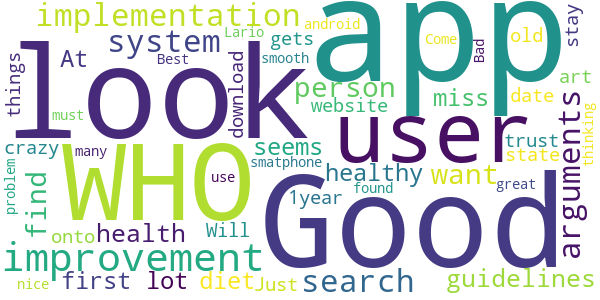 implementation
android
Come
Bad
old
stay
app
things
look
At
system
Lario
gets
Best
smooth
download
person
website
miss
date
art
must
WHO
user
crazy
many
seems
smatphone
trust
state
arguments
thinking
problem
find
use
healthy
want
Good
1year
found
great
onto
health
Will
improvement
first
lot
diet
Just
search
guidelines
nice